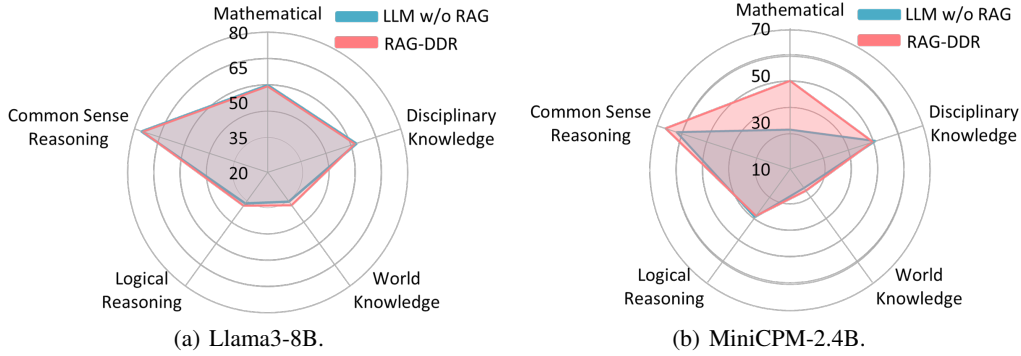 Mathematical
LLM w/o RAG
RAG-DDR
80
65
50
35
20
Common Sense
Reasoning
Disciplinary
Knowledge
Logical
Reasoning
World
Knowledge
(a) Llama3-8B.
Mathematical
LLM w/o RAG
RAG-DDR
70
50
30
10
Common Sense
Reasoning
Disciplinary
Knowledge
Logical
Reasoning
World
Knowledge
(b) MiniCPM-2.4B.